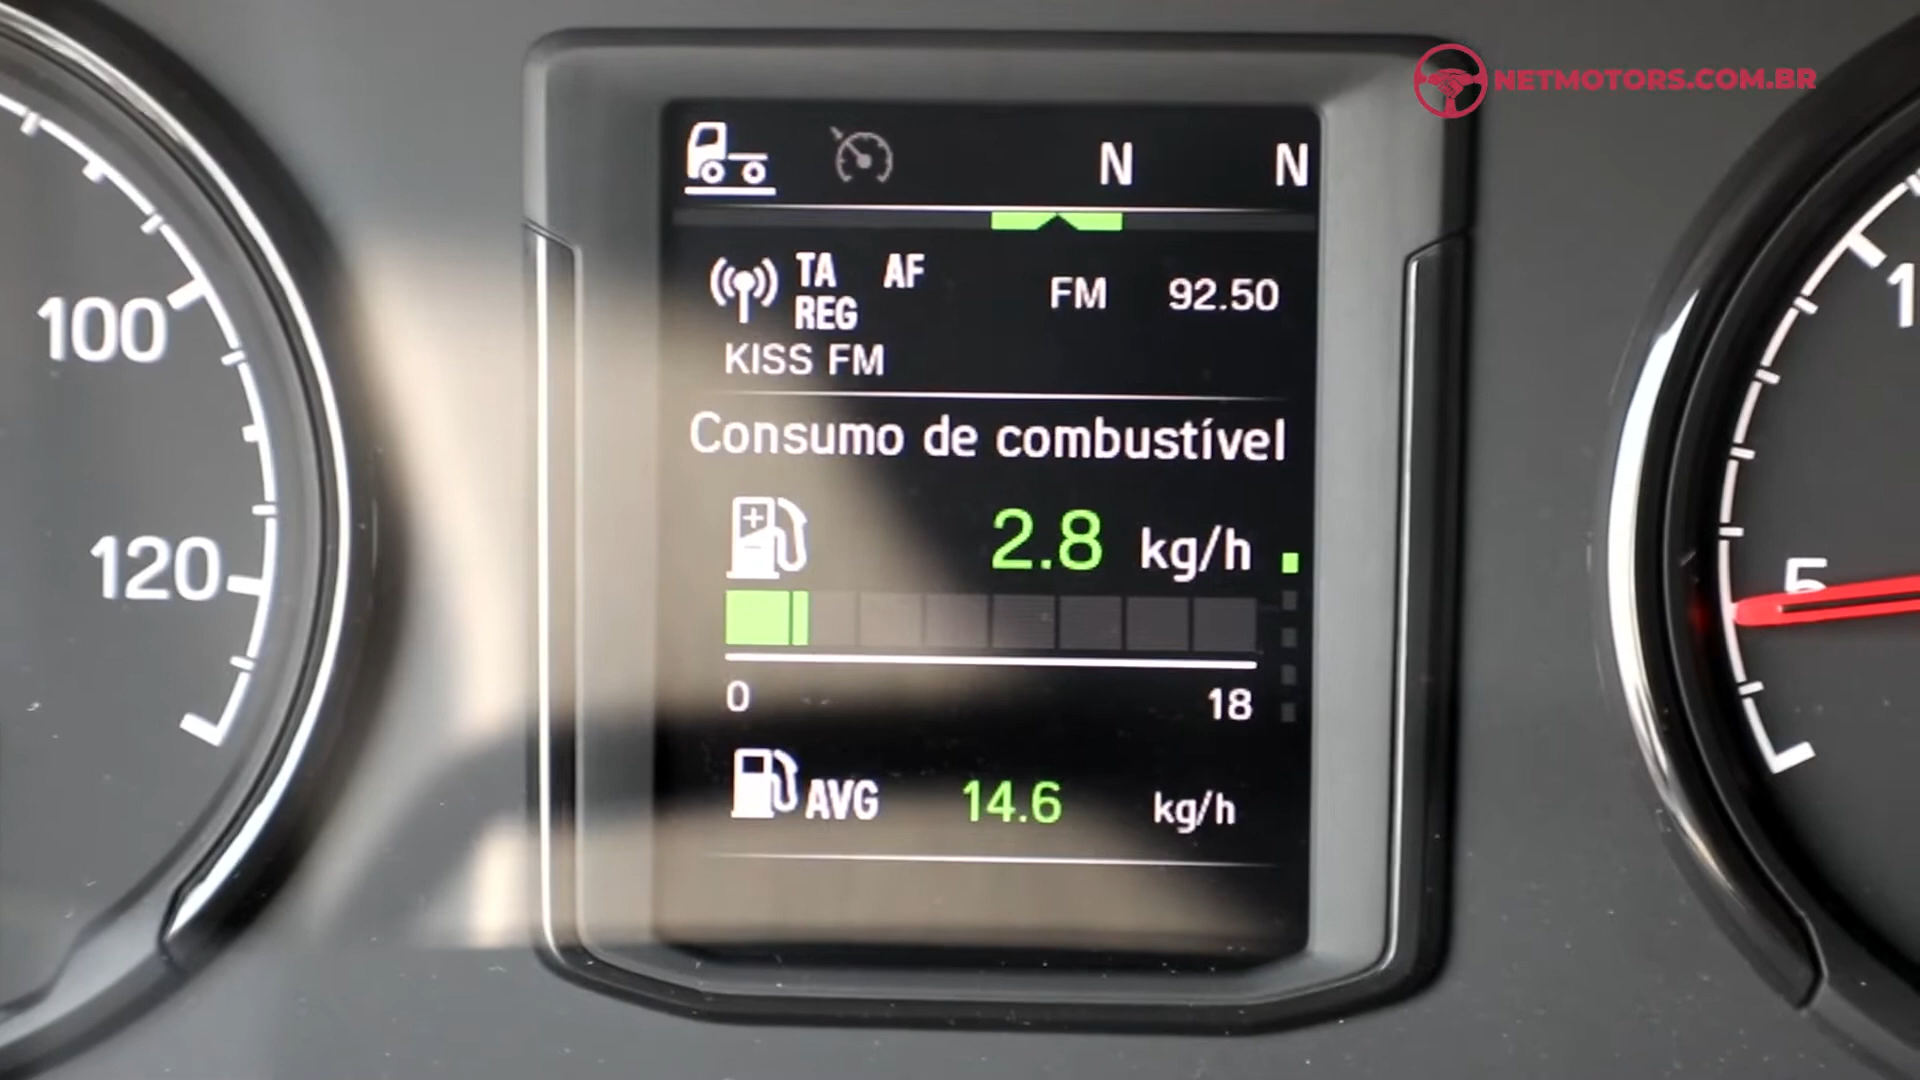 NETMOTORS.COM.BR
N N
TA AF
REG
FM 92.50
KISS FM
Consumo de combustível
2.8 kg/h
0 18
AVG 14.6 kg/h
100
120
5